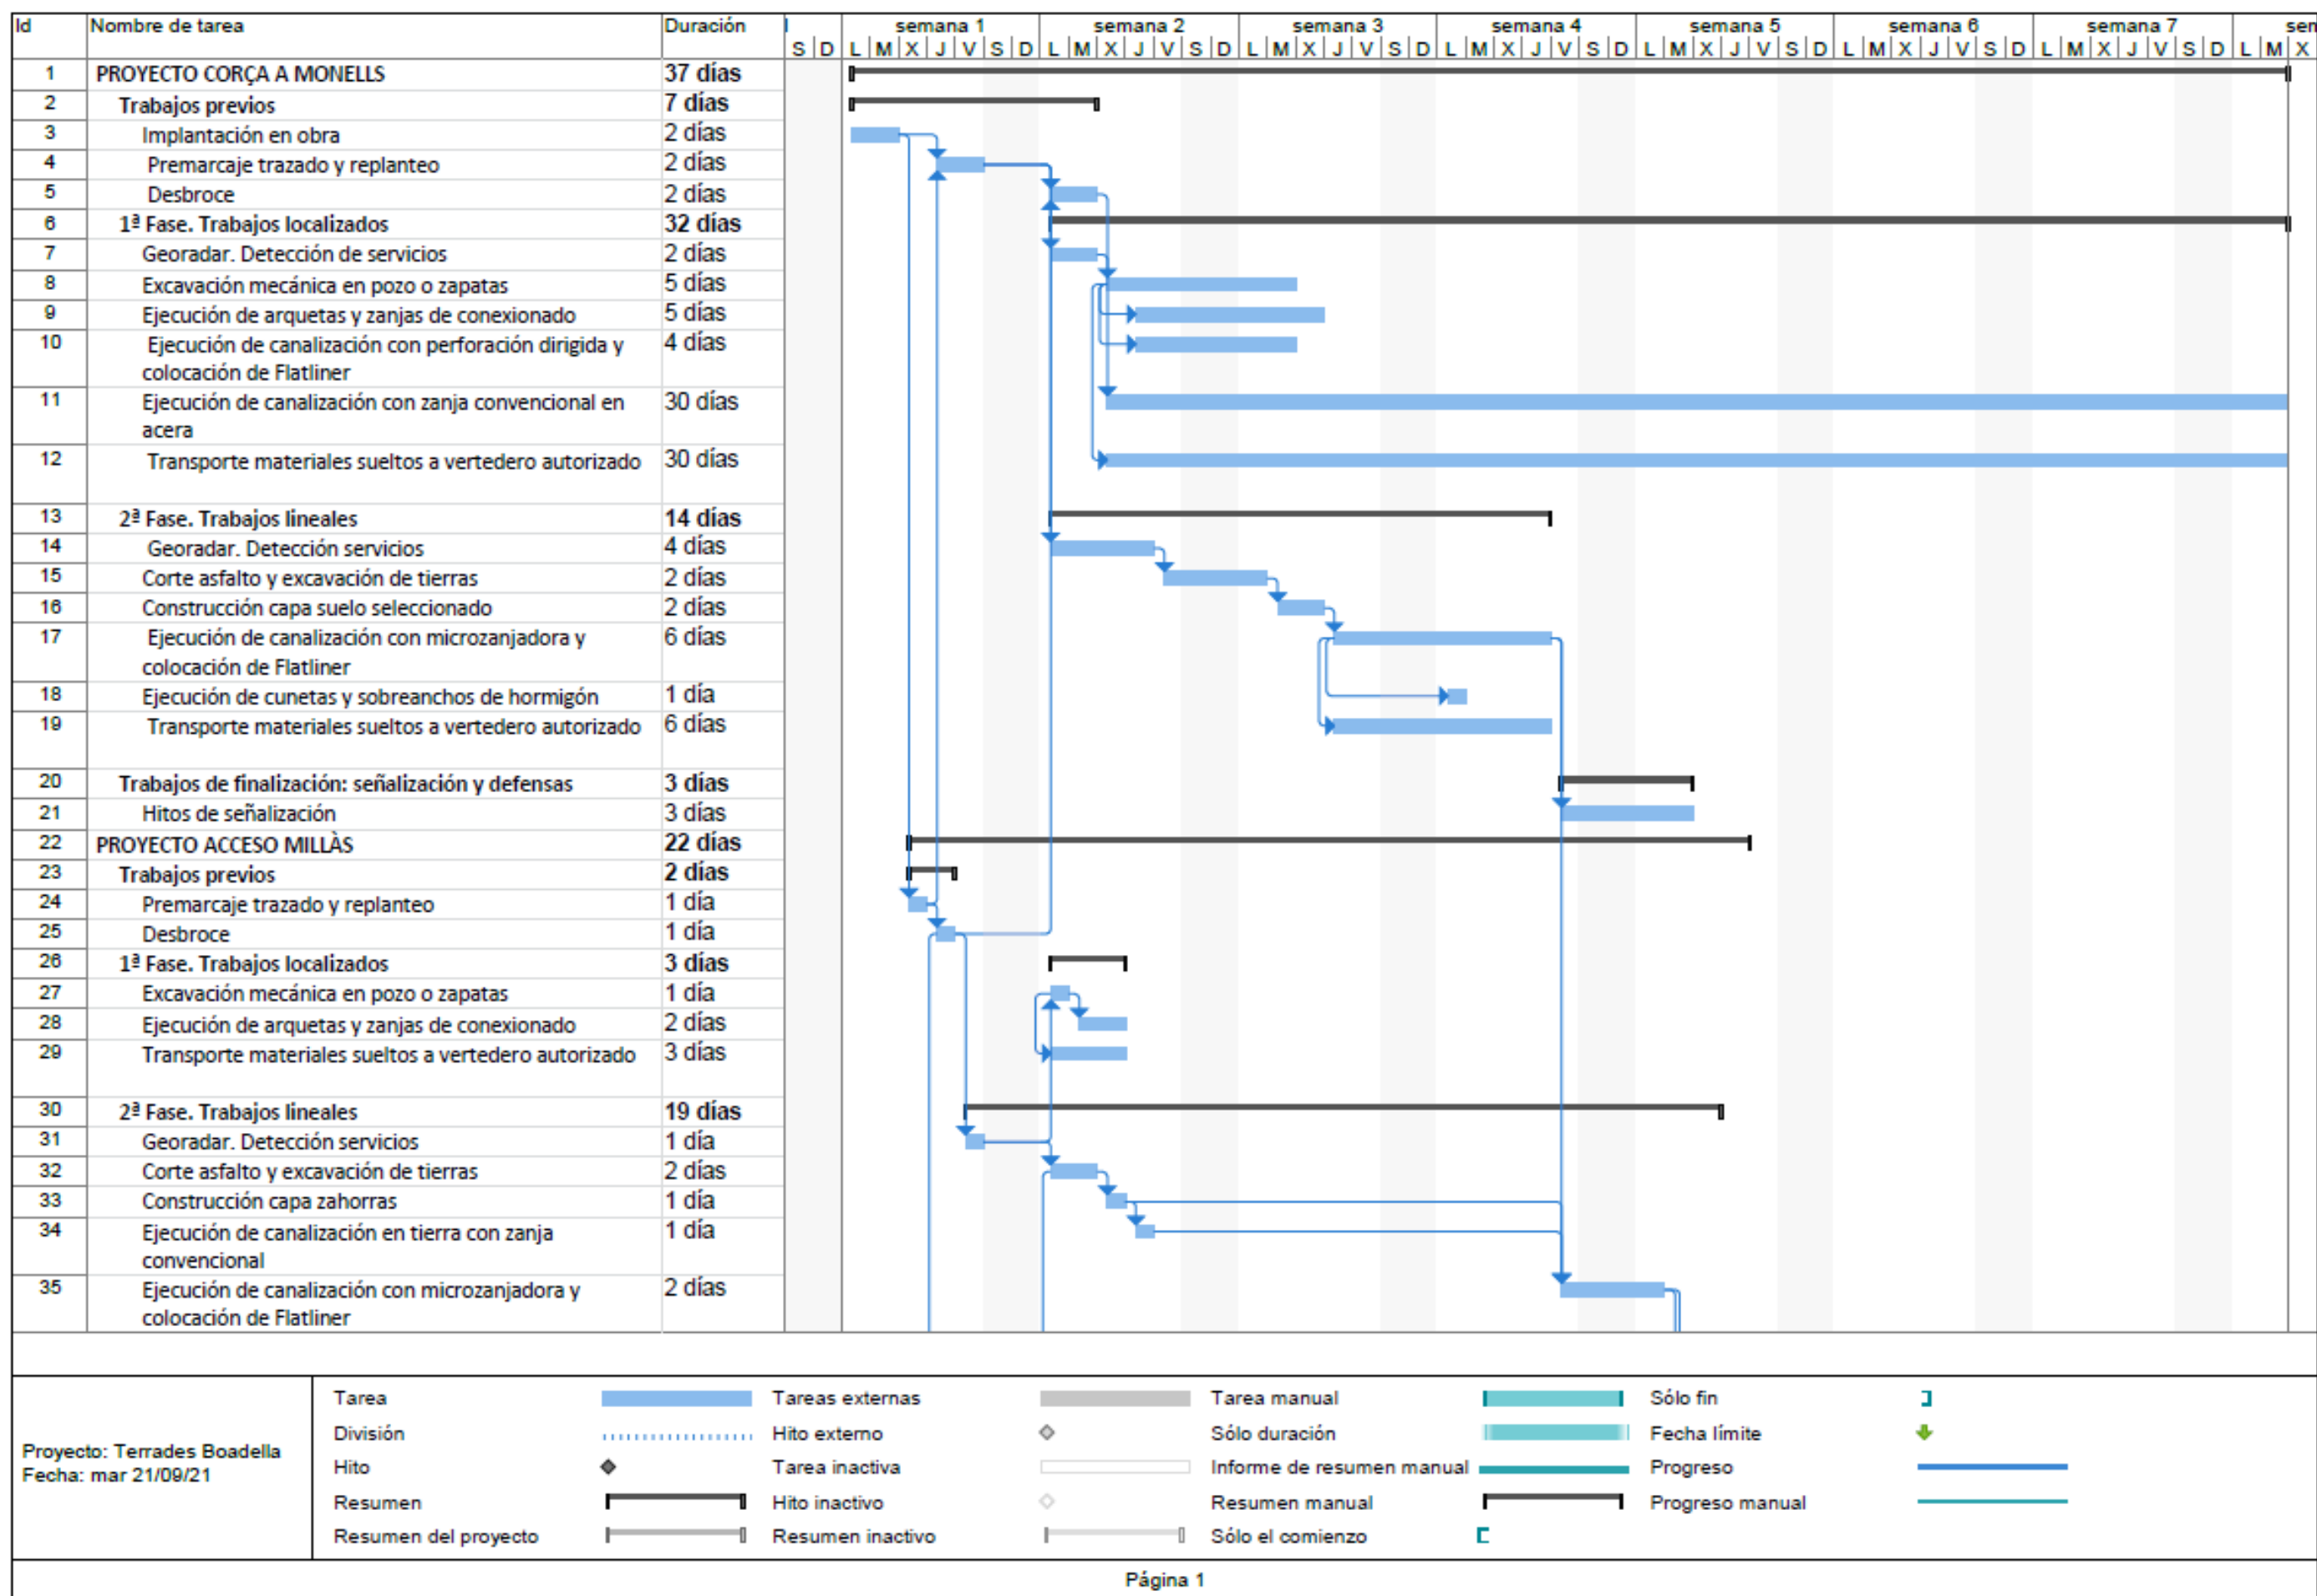 Id Nombre de tarea Duración semana 1 semana 2 semana 3 semana 4 semana 5 semana 6 semana 7 sen
S D L M X J V S D L M X J V S D L M X J V S D L M X J V S D L M X J V S D L M X J V S D L M X J V S D L M X
1 PROYECTO CORÇA A MONELLS 37 días
2 Trabajos previos 7 días
3 Implantación en obra 2 días
4 Premarcaje trazado y replanteo 2 días
5 Desbroce 2 días
6 1ª Fase. Trabajos localizados 32 días
7 Georadar. Detección de servicios 2 días
8 Excavación mecánica en pozo o zapatas 5 días
9 Ejecución de arquetas y zanjas de conexionado 5 días
10 Ejecución de canalización con perforación dirigida y 4 días
colocación de Flatliner
11 Ejecución de canalización con zanja convencional en 30 días
acera
12 Transporte materiales sueltos a vertedero autorizado 30 días
13 2ª Fase. Trabajos lineales 14 días
14 Georadar. Detección servicios 4 días
15 Corte asfalto y excavación de tierras 2 días
16 Construcción capa suelo seleccionado 2 días
17 Ejecución de canalización con microzanjadora y 6 días
colocación de Flatliner
18 Ejecución de cunetas y sobreanchos de hormigón 1 día
19 Transporte materiales sueltos a vertedero autorizado 6 días
20 Trabajos de finalización: señalización y defensas 3 días
21 Hitos de señalización 3 días
22 PROYECTO ACCESO MILLÀS 22 días
23 Trabajos previos 2 días
24 Premarcaje trazado y replanteo 1 día
25 Desbroce 1 día
26 1ª Fase. Trabajos localizados 3 días
27 Excavación mecánica en pozo o zapatas 1 día
28 Ejecución de arquetas y zanjas de conexionado 2 días
29 Transporte materiales sueltos a vertedero autorizado 3 días
30 2ª Fase. Trabajos lineales 19 días
31 Georadar. Detección servicios 1 día
32 Corte asfalto y excavación de tierras 2 días
33 Construcción capa zahorras 1 día
34 Ejecución de canalización en tierra con zanja 1 día
convencional
35 Ejecución de canalización con microzanjadora y 2 días
colocación de Flatliner
Proyecto: Terrades Boadella
Fecha: mar 21/09/21
Tarea Tareas externas Tarea manual Sólo fin
División Hito externo Sólo duración Fecha límite
Hito Tarea inactiva Informe de resumen manual Progreso
Resumen Hito inactivo Resumen manual Progreso manual
Resumen del proyecto Resumen inactivo Sólo el comienzo
Página 1